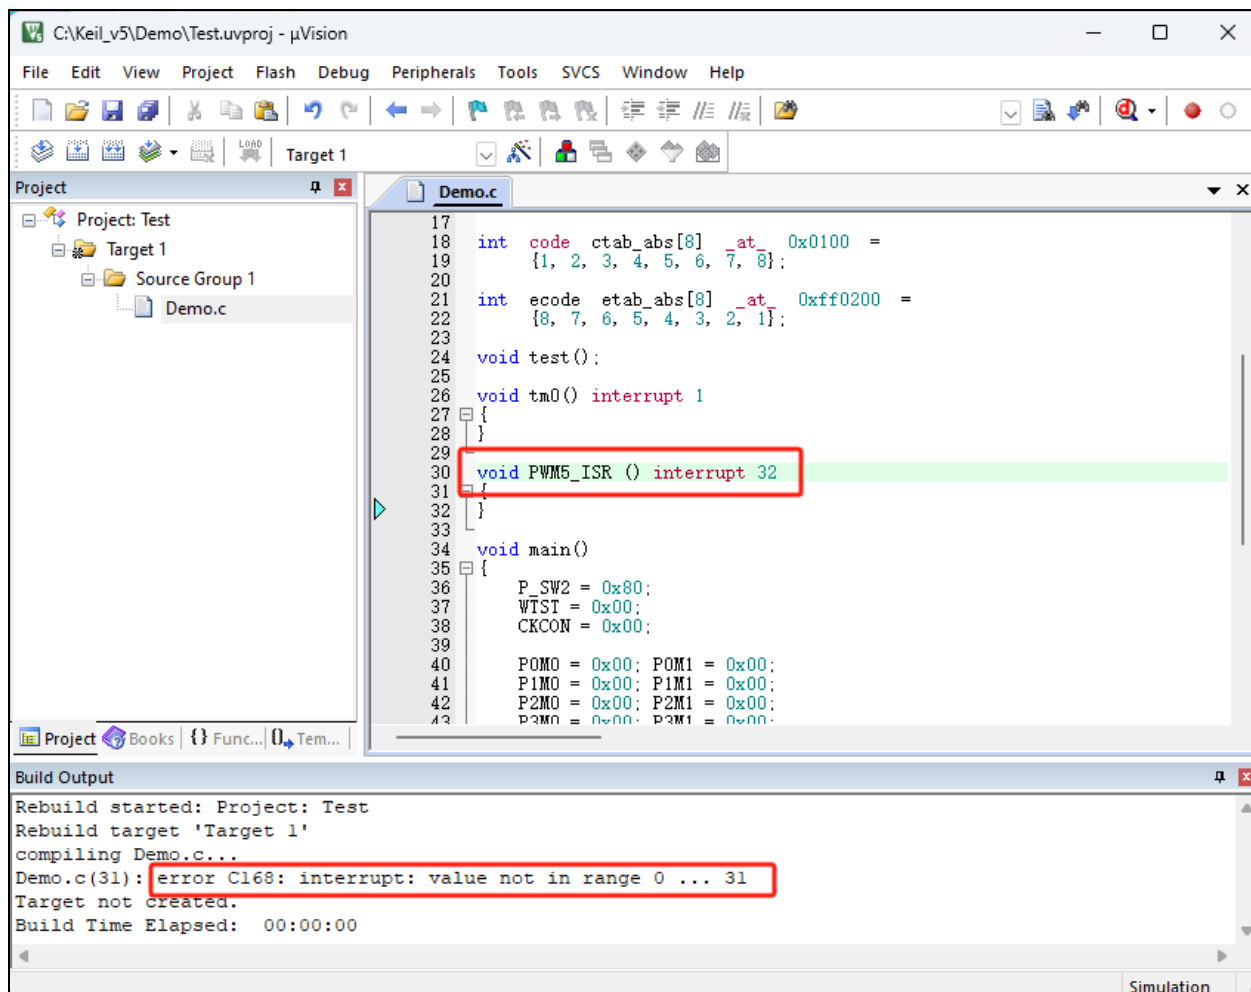 C:\Keil_v5\Demo\Test.uvproj - µVision
File Edit View Project Flash Debug Peripherals Tools SVCS Window Help
LOAD
Target 1
Project
Demo.c
Project: Test
Target 1
Source Group 1
Demo.c
17
18 int code ctab_abs[8] _at_ 0x0100 =
19 {1, 2, 3, 4, 5, 6, 7, 8};
20
21 int ecode etab_abs[8] _at_ 0xff0200 =
22 {8, 7, 6, 5, 4, 3, 2, 1};
23
24 void test();
25
26 void tm0() interrupt 1
27 {
28 }
29
30 void PWM5_ISR () interrupt 32
31 {
32 }
33
34 void main()
35 {
36 P_SW2 = 0x80;
37 WTST = 0x00;
38 CKCON = 0x00;
39
40 P0M0 = 0x00; P0M1 = 0x00;
41 P1M0 = 0x00; P1M1 = 0x00;
42 P2M0 = 0x00; P2M1 = 0x00;
43 P3M0 = 0x00; P3M1 = 0x00;
Project Books {} Func... 0 Tem...
Build Output
Rebuild started: Project: Test
Rebuild target 'Target 1'
compiling Demo.c...
Demo.c(31): error C168: interrupt: value not in range 0 ... 31
Target not created.
Build Time Elapsed: 00:00:00
Simulation